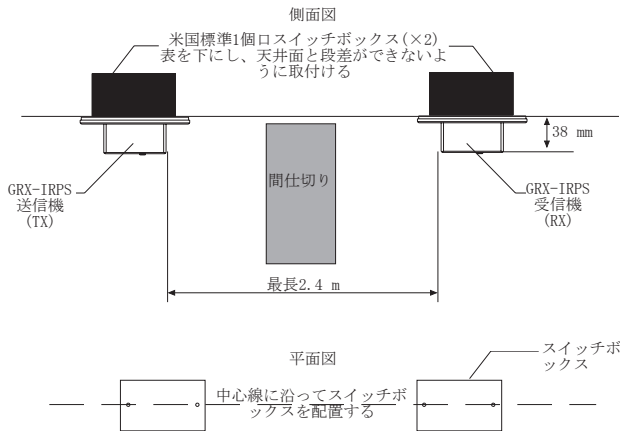 側面図
米国標準1個口スイッチボックス(×2)
表を下にし、天井面と段差ができないよ
うに取付ける
38 mm
間仕切り
GRX-IRPS
送信機
(TX)
GRX-IRPS
受信機
(RX)
最長2.4 m
平面図
スイッチボ
ックス
中心線に沿ってスイッチボ
ックスを配置する